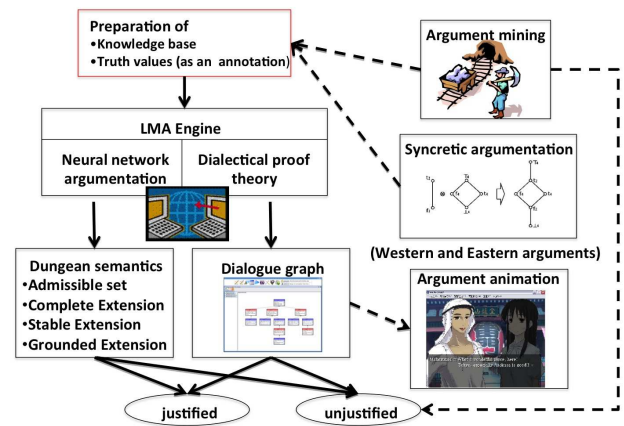 Preparation of
•Knowledge base
•Truth values (as an annotation)
Argument mining
LMA Engine
Neural network
argumentation
Dialectical proof
theory
Syncretic argumentation
(Western and Eastern arguments)
Dungean semantics
•Admissible set
•Complete Extension
•Stable Extension
•Grounded Extension
Dialogue graph
Argument animation
justified
unjustified